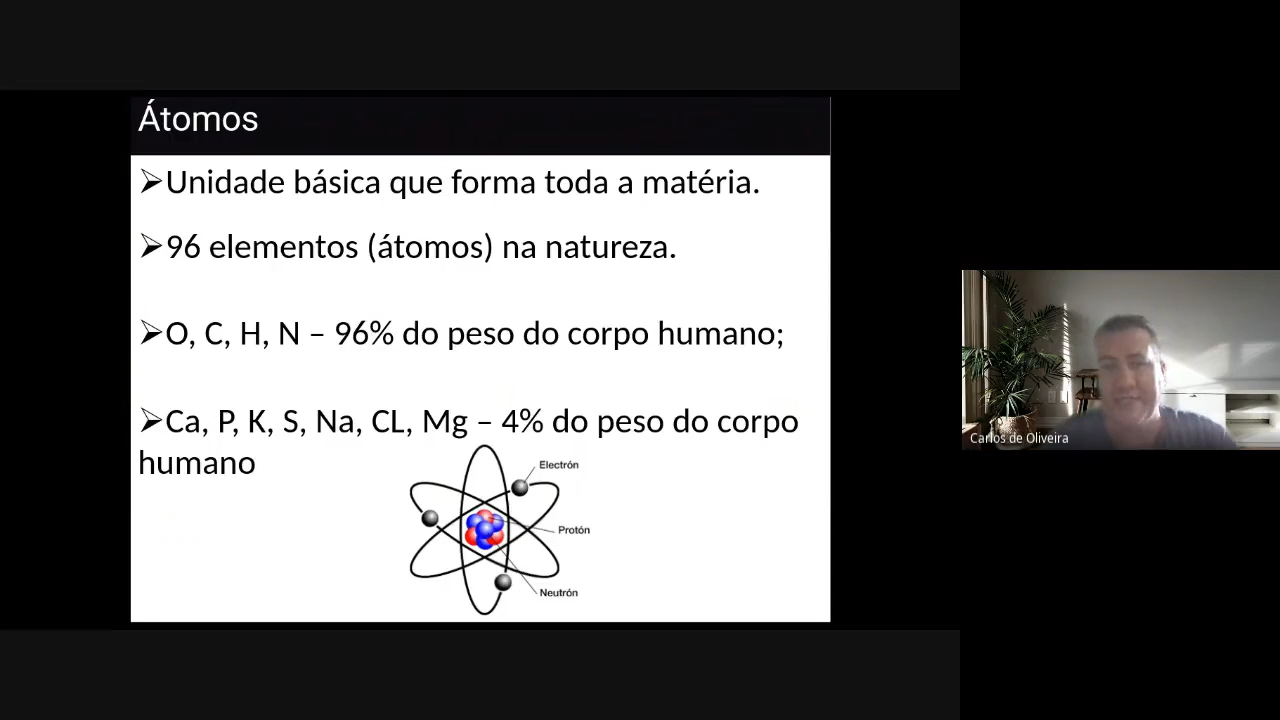 Átomos
➢Unidade básica que forma toda a matéria.
➢96 elementos (átomos) na natureza.
➢O, C, H, N – 96% do peso do corpo humano;
➢Ca, P, K, S, Na, CL, Mg – 4% do peso do corpo
humano
Electrón
Protón
Neutrón
Carlos de Oliveira